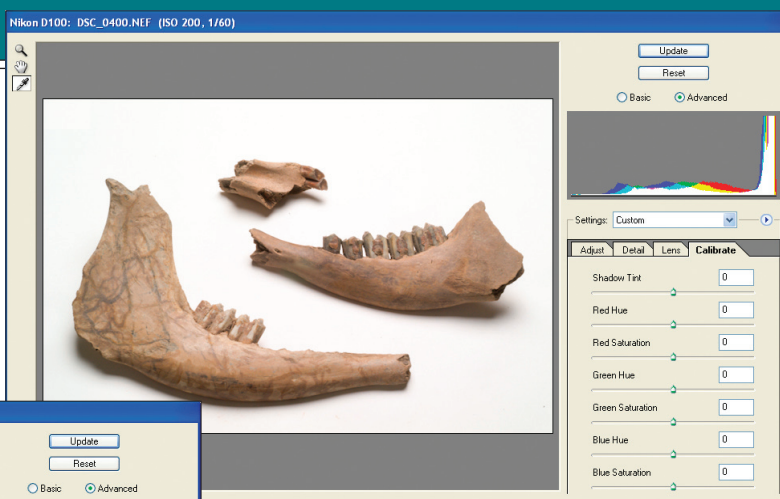 Nikon D100: DSC_0400.NEF (ISO 200, 1/60)
Update
Reset
Basic Advanced
Settings: Custom
Adjust Detail Lens Calibrate
Shadow Tint 0
Red Hue 0
Red Saturation 0
Green Hue 0
Green Saturation 0
Blue Hue 0
Blue Saturation 0
Update
Reset
Basic Advanced